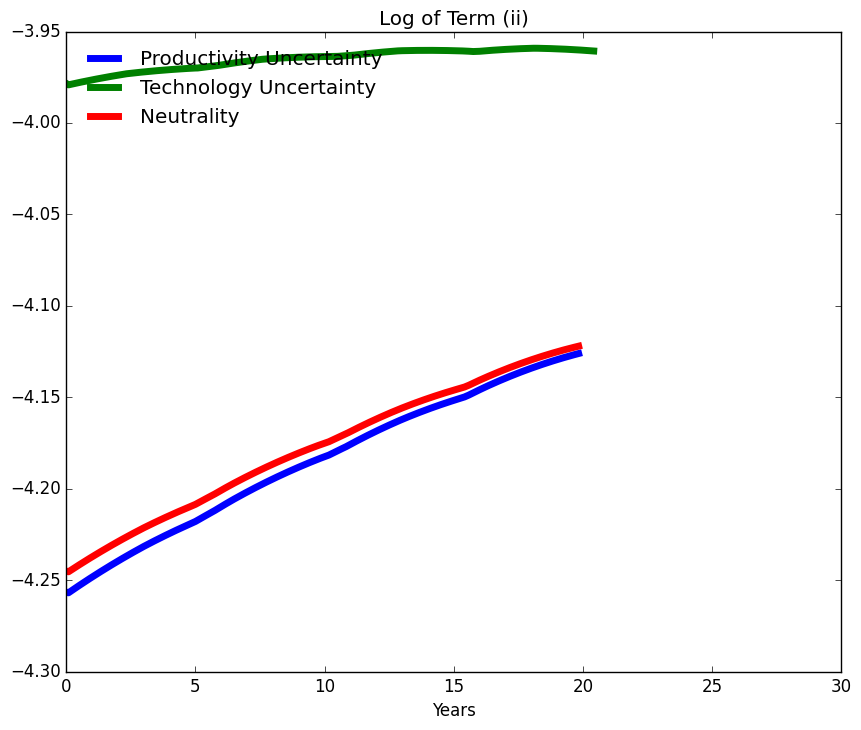 Log of Term (ii)
−3.95
−4.00
−4.05
−4.10
−4.15
−4.20
−4.25
−4.30
Productivity Uncertainty
Technology Uncertainty
Neutrality
0 5 10 15 20 25 30
Years